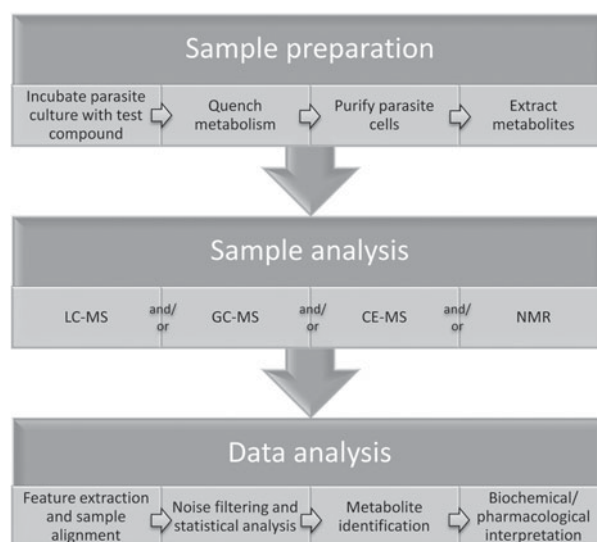 Sample preparation
Incubate parasite
culture with test
compound
Quench
metabolism
Purify parasite
cells
Extract
metabolites
Sample analysis
LC-MS
and/
or
GC-MS
and/
or
CE-MS
and/
or
NMR
Data analysis
Feature extraction
and sample
alignment
Noise filtering and
statistical analysis
Metabolite
identification
Biochemical/
pharmacological
interpretation